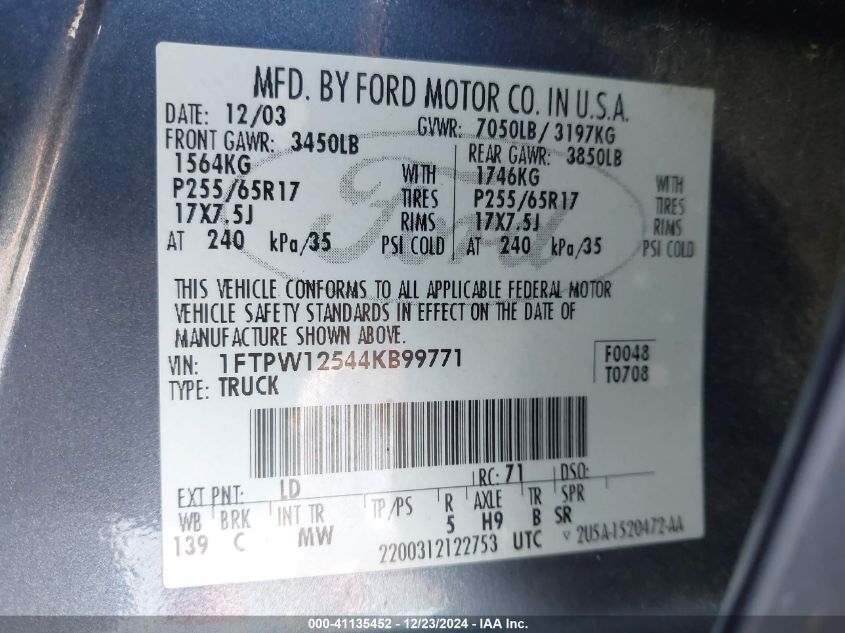 MFD. BY FORD MOTOR CO. IN U.S.A.
DATE: 12/03 GVWR: 7050LB/ 3197KG
FRONT GAWR: 3450LB REAR GAWR: 3850LB
1564KG WITH 1746KG WITH
P255/65R17 TIRES P255/65R17 TIRES
17X7.5J RIMS 17X7.5J RIMS
AT 240 kPa/35 PSI COLD AT 240 kPa/35 PSI COLD
Ford
THIS VEHICLE CONFORMS TO ALL APPLICABLE FEDERAL MOTOR
VEHICLE SAFETY STANDARDS IN EFFECT ON THE DATE OF
MANUFACTURE SHOWN ABOVE.
VIN: 1FTPW12544KB99771 F0048
TYPE: TRUCK T0708
EXT PNT: LD RC: 71 DSO:
WB BRK INT TR TP/PS R AXLE TR SPR
139 C MW 5 H9 B SR
2200312122753 UTC ▽ 2U5A-1520472-AA
000-41135452 - 12/23/2024 - IAA Inc.